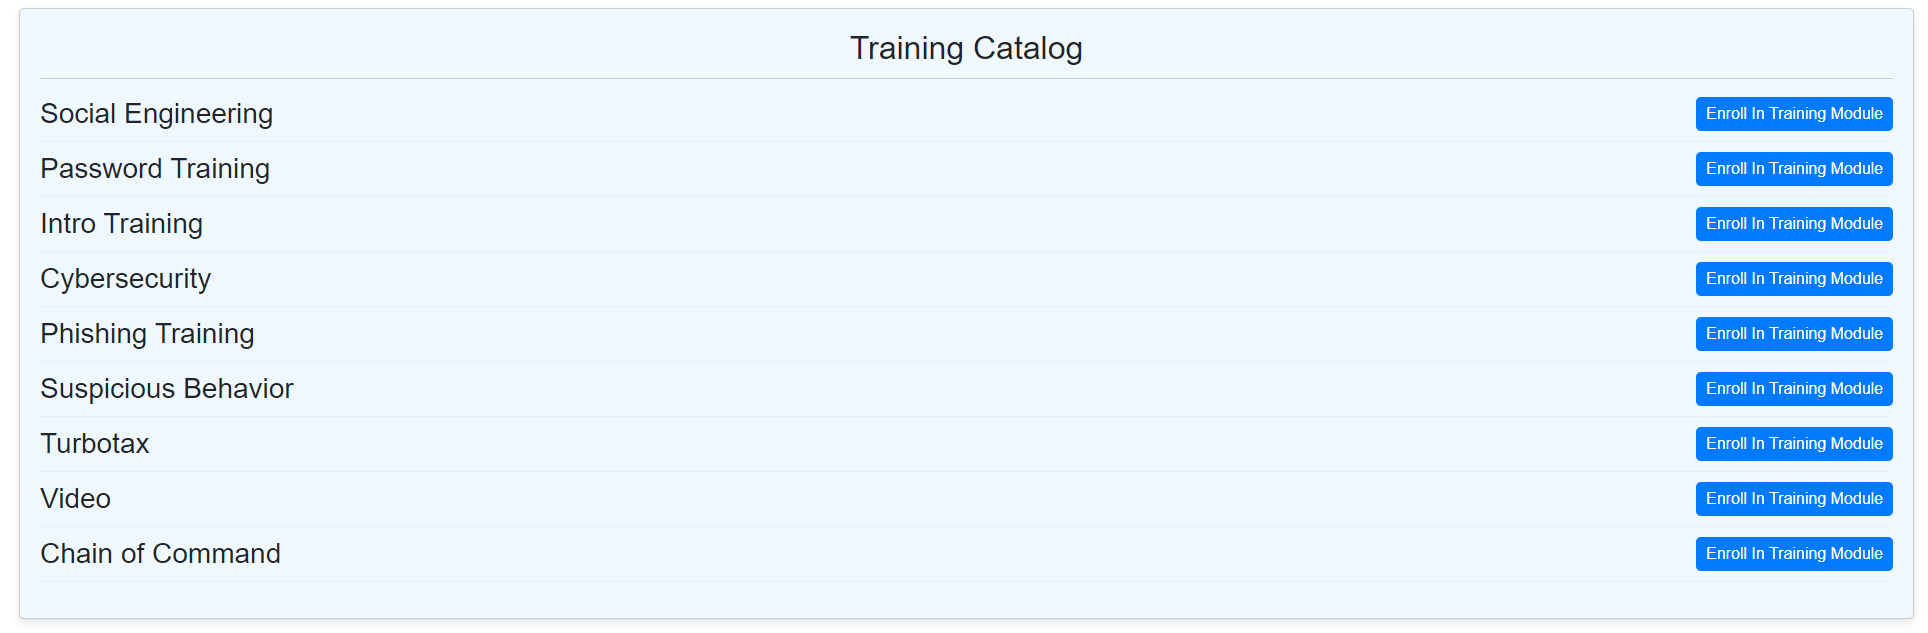 Training Catalog
Social Engineering Enroll In Training Module
Password Training Enroll In Training Module
Intro Training Enroll In Training Module
Cybersecurity Enroll In Training Module
Phishing Training Enroll In Training Module
Suspicious Behavior Enroll In Training Module
Turbotax Enroll In Training Module
Video Enroll In Training Module
Chain of Command Enroll In Training Module